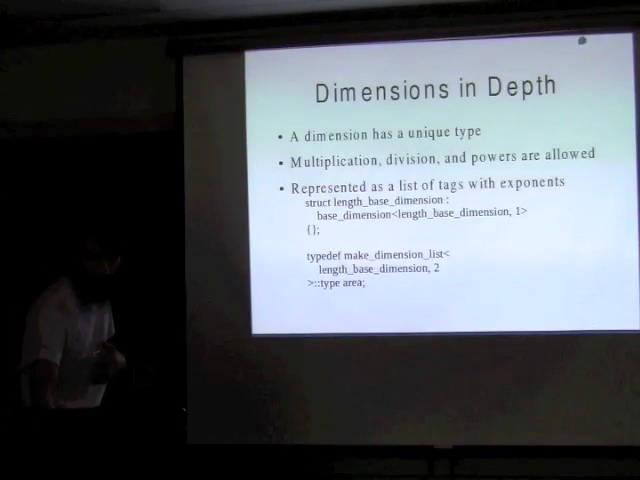 Dimensions in Depth
• A dimension has a unique type
• Multiplication, division, and powers are allowed
• Represented as a list of tags with exponents
struct length_base_dimension :
base_dimension<length_base_dimension, 1>
{};
typedef make_dimension_list<
length_base_dimension, 2
>::type area;